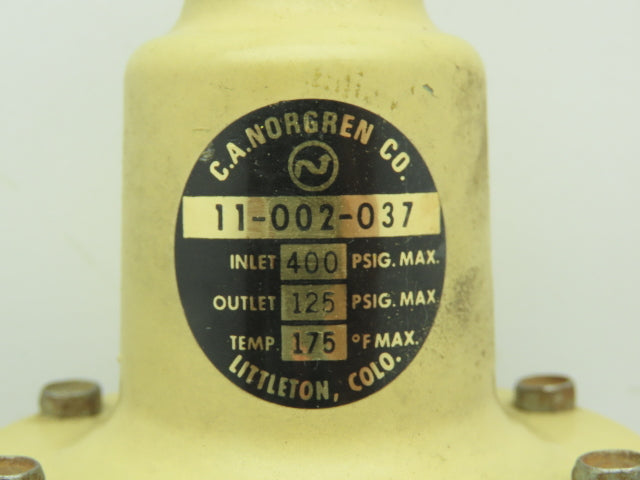 C.A.NORGREN CO.
11-002-037
INLET 400 PSIG. MAX.
OUTLET 125 PSIG. MAX
TEMP. 175 °F MAX.
LITTLETON, COLO.